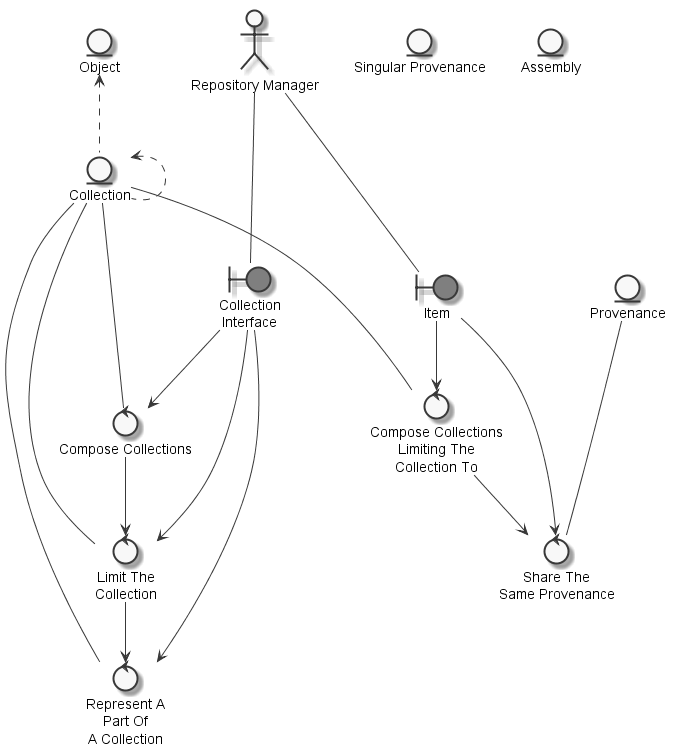 Object
Repository Manager
Singular Provenance
Assembly
Collection
Collection
Interface
Item
Provenance
Compose Collections
Compose Collections
Limiting The
Collection To
Limit The
Collection
Share The
Same Provenance
Represent A
Part Of
A Collection